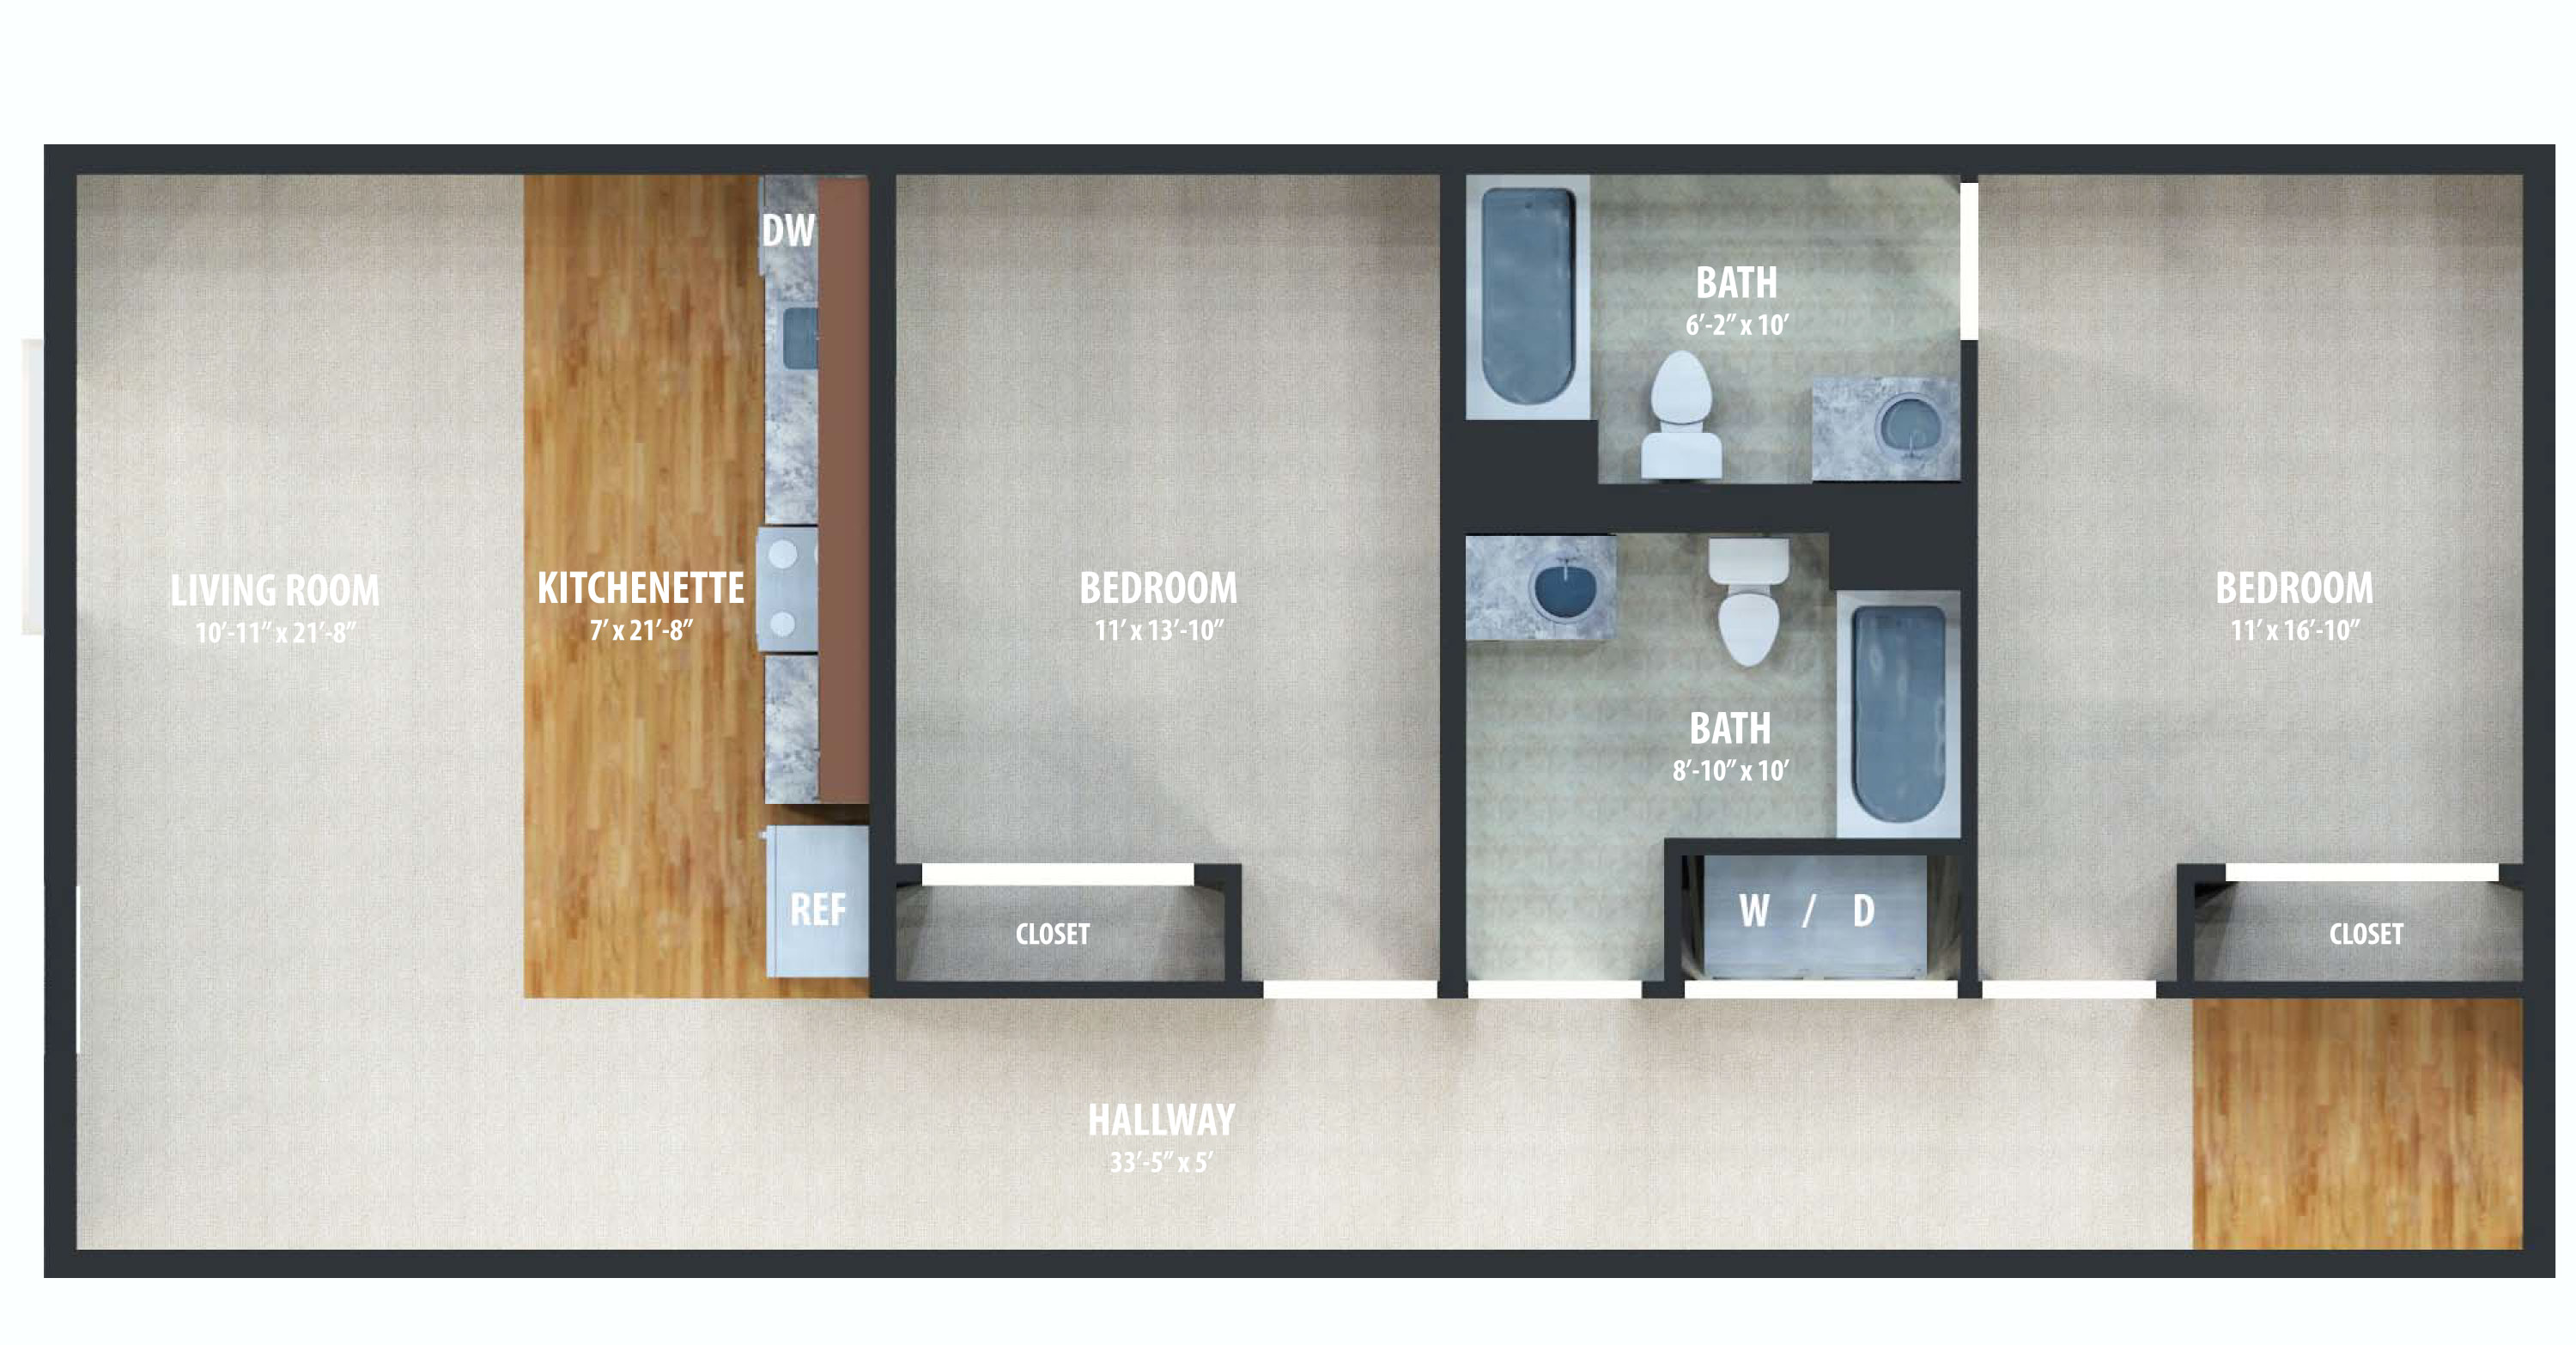 DW
BATH
6′-2″ x 10′
LIVING ROOM
10′-11″ x 21′-8″
KITCHENETTE
7′ x 21′-8″
BEDROOM
11′ x 13′-10″
BEDROOM
11′ x 16′-10″
BATH
8′-10″ x 10′
REF
CLOSET
W / D
CLOSET
HALLWAY
33′-5″ x 5′